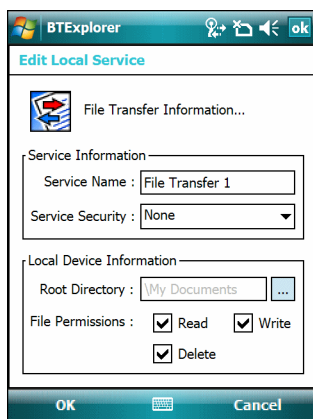 BTExplorer ok
Edit Local Service
File Transfer Information...
Service Information
Service Name : File Transfer 1
Service Security : None
Local Device Information
Root Directory : \My Documents ...
File Permissions : Read Write
Delete
OK Cancel